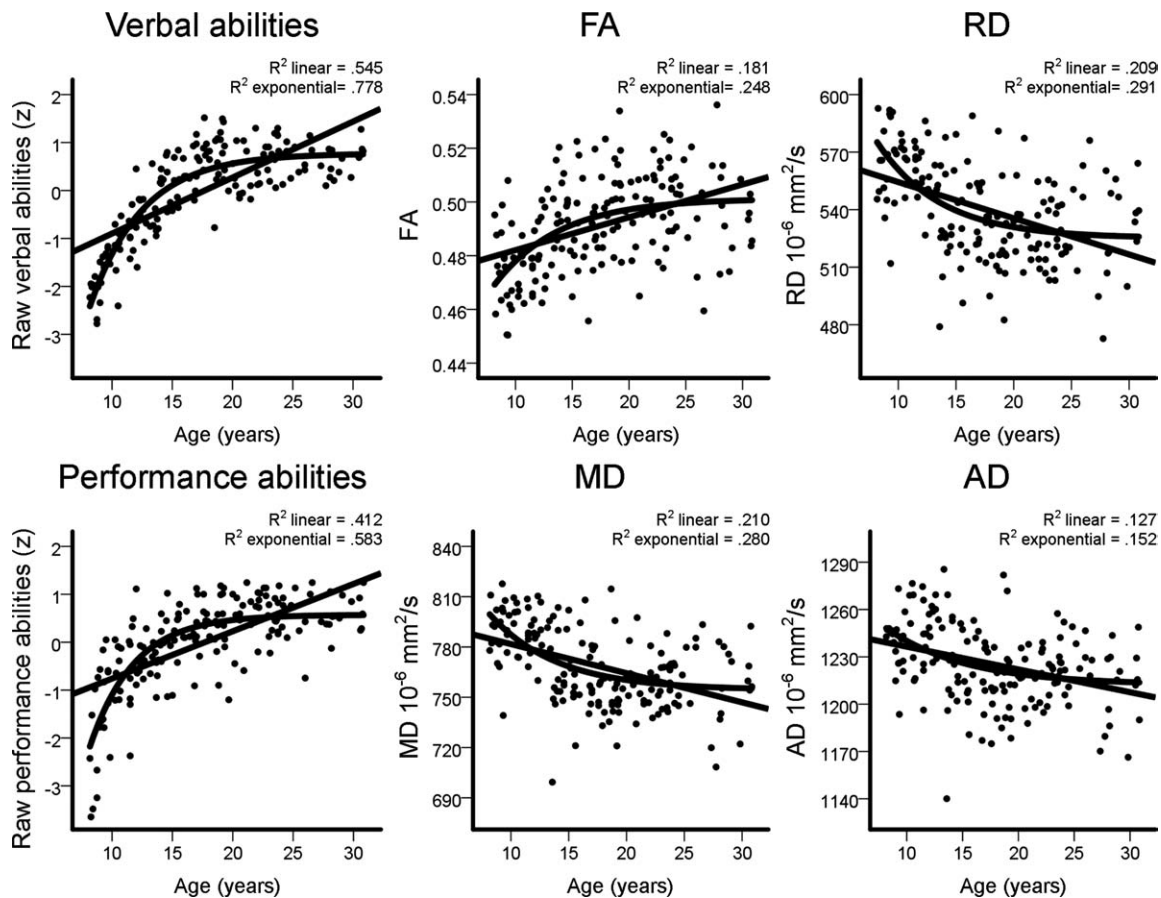 Verbal abilities
R² linear = .545
R² exponential= .778
Raw verbal abilities (z)
2
1
0
-1
-2
-3
10 15 20 25 30
Age (years)
FA
R² linear = .181
R² exponential = .248
FA
0.54
0.52
0.50
0.48
0.46
0.44
10 15 20 25 30
Age (years)
RD
R² linear = .209
R² exponential = .291
RD 10⁻⁶ mm²/s
600
570
540
510
480
10 15 20 25 30
Age (years)
Performance abilities
R² linear = .412
R² exponential = .583
Raw performance abilities (z)
2
1
0
-1
-2
-3
10 15 20 25 30
Age (years)
MD
R² linear = .210
R² exponential = .280
MD 10⁻⁶ mm²/s
840
810
780
750
720
690
10 15 20 25 30
Age (years)
AD
R² linear = .127
R² exponential = .152
AD 10⁻⁶ mm²/s
1290
1260
1230
1200
1170
1140
10 15 20 25 30
Age (years)